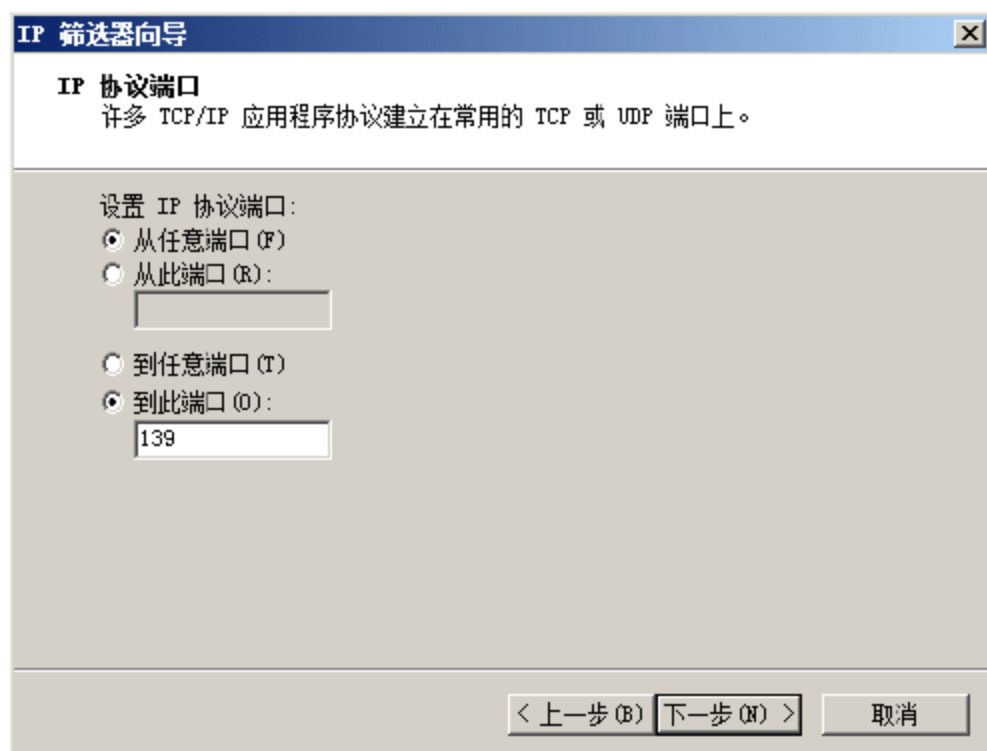 IP 筛选器向导
IP 协议端口
许多 TCP/IP 应用程序协议建立在常用的 TCP 或 UDP 端口上。
设置 IP 协议端口:
从任意端口(F)
从此端口(R):
到任意端口(T)
到此端口(O):
139
< 上一步(B) 下一步(N) > 取消